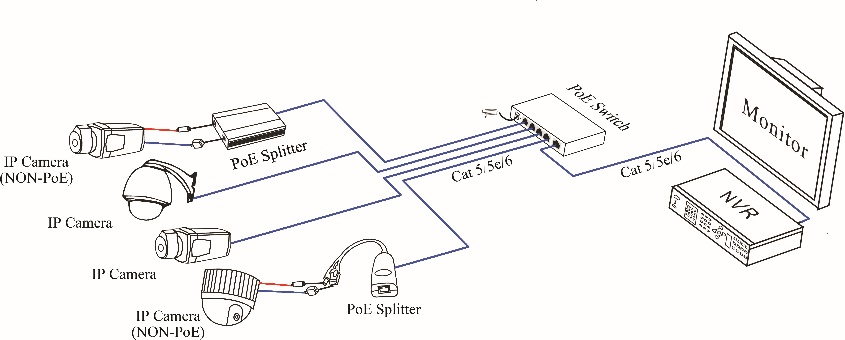 PoE Switch
Monitor
IP Camera
(NON-PoE)
PoE Splitter
Cat 5/5e/6
Cat 5/5e/6
NVR
IP Camera
IP Camera
IP Camera
(NON-PoE)
PoE Splitter